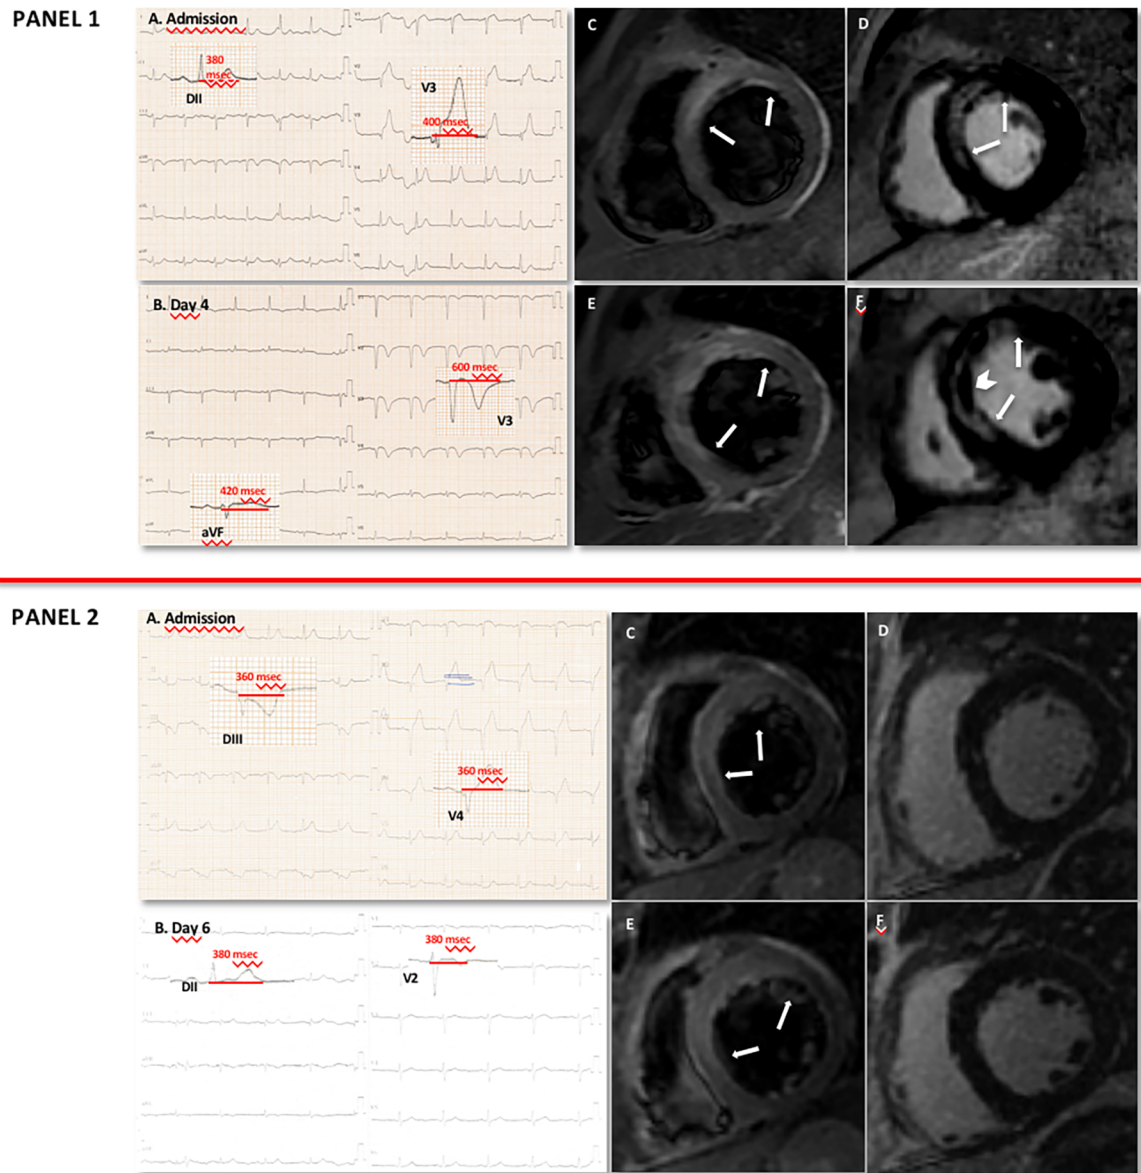 PANEL 1
A. Admission
380
msec
DII
V3
400 msec
C
D
B. Day 4
600 msec
V3
420 msec
aVF
E
F
PANEL 2
A. Admission
360 msec
DIII
360 msec
V4
C
D
B. Day 6
380 msec
DII
380 msec
V2
E
F